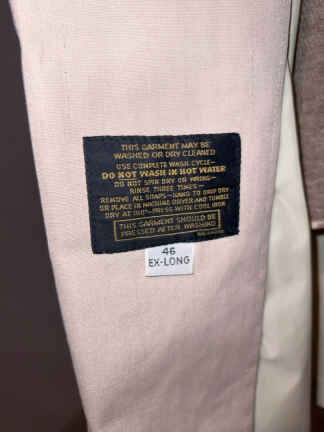 THIS GARMENT MAY BE
WASHED OR DRY CLEANED
USE COMPLETE WASH CYCLE—
DO NOT WASH IN HOT WATER
DO NOT SPIN DRY OR WRING—
RINSE THREE TIMES—
REMOVE ALL SOAPS—HANG TO DRIP DRY
OR PLACE IN MACHINE DRYER AND TUMBLE
DRY AT 160°—PRESS WITH COOL IRON
THIS GARMENT SHOULD BE
PRESSED AFTER WASHING
46
EX-LONG